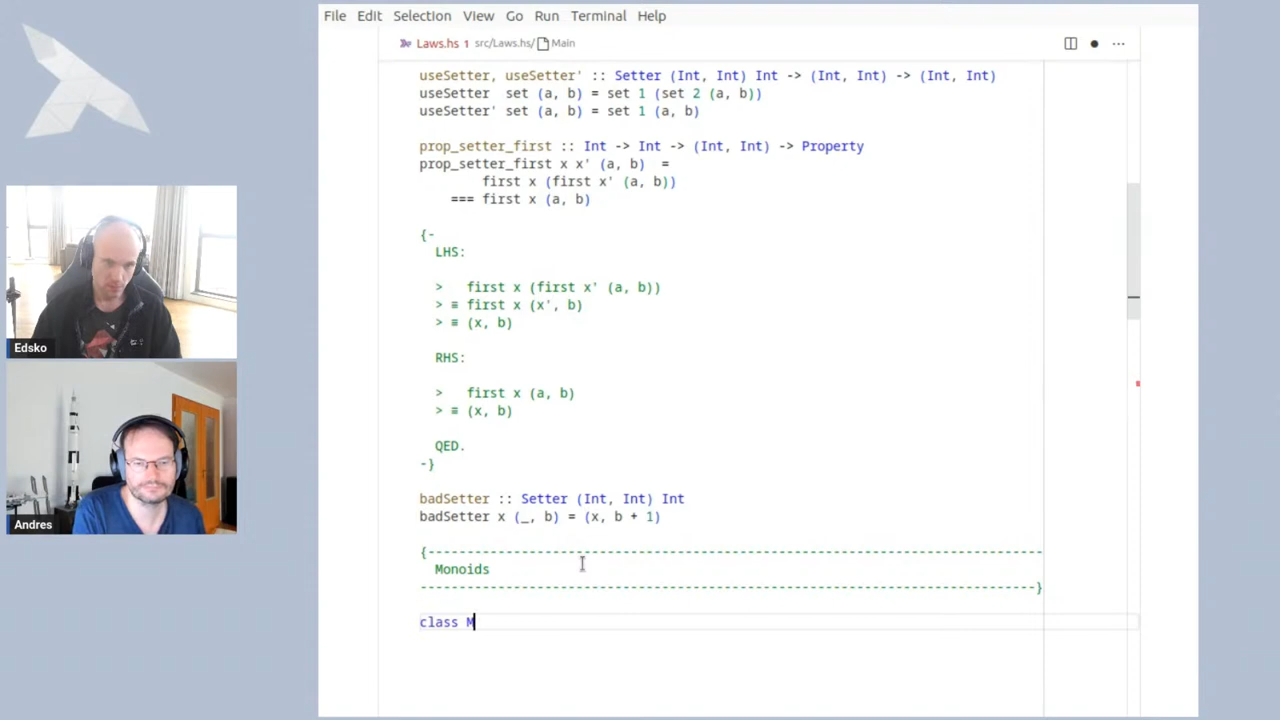 File Edit Selection View Go Run Terminal Help
Laws.hs 1 src/Laws.hs/ Main
useSetter, useSetter' :: Setter (Int, Int) Int -> (Int, Int) -> (Int, Int)
useSetter  set (a, b) = set 1 (set 2 (a, b))
useSetter' set (a, b) = set 1 (a, b)
prop_setter_first :: Int -> Int -> (Int, Int) -> Property
prop_setter_first x x' (a, b)  =
        first x (first x' (a, b))
    === first x (a, b)
{-
  LHS:
  >   first x (first x' (a, b))
  > ≡ first x (x', b)
  > ≡ (x, b)
  RHS:
  >   first x (a, b)
  > ≡ (x, b)
  QED.
-}
badSetter :: Setter (Int, Int) Int
badSetter x (_, b) = (x, b + 1)
{-------------------------------------------------------------------------------
  Monoids
-------------------------------------------------------------------------------}
class M
Edsko
Andres